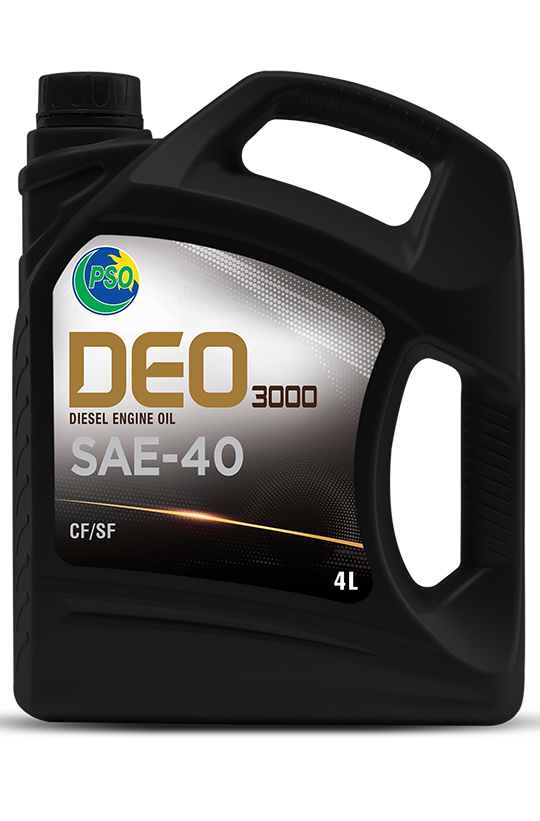 PSO
DEO 3000
DIESEL ENGINE OIL
SAE-40
CF/SF
4L